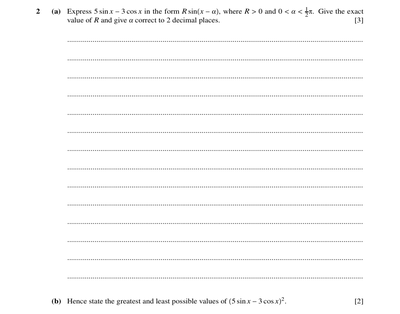 2 (a) Express 5 sin x − 3 cos x in the form R sin(x − α), where R > 0 and 0 < α < ½π. Give the exact
value of R and give α correct to 2 decimal places. [3]
(b) Hence state the greatest and least possible values of (5 sin x − 3 cos x)². [2]